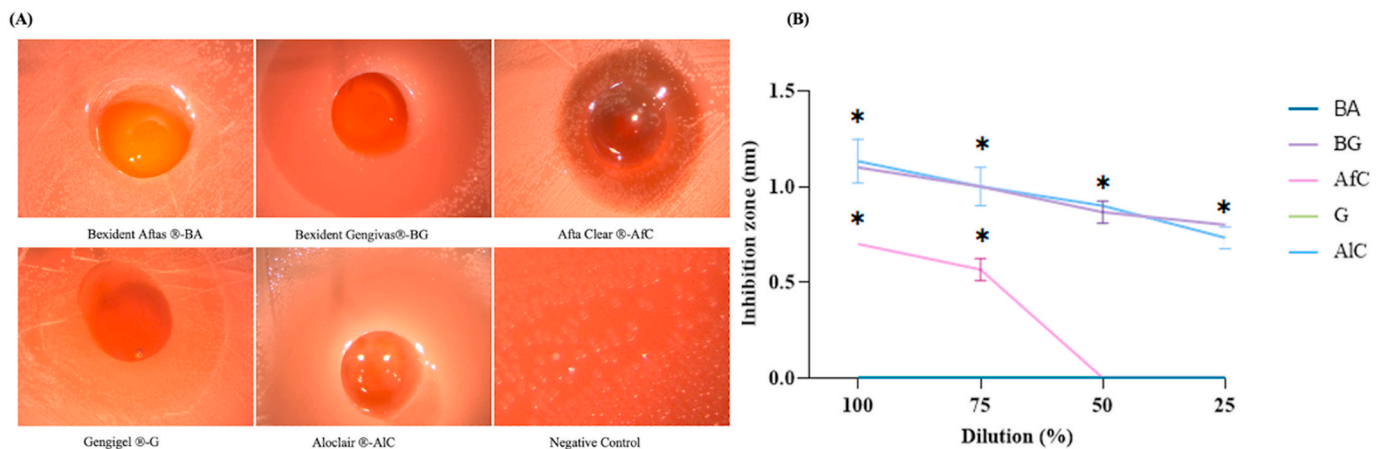 (A)
Bexident Aftas ®-BA
Bexident Gengivas®-BG
Afta Clear ®-AfC
Gengigel ®-G
Aloclair ®-AlC
Negative Control
(B)
Inhibition zone (nm)
1.5
1.0
0.5
0.0
100
75
50
25
Dilution (%)
*
*
*
*
*
*
BA
BG
AfC
G
AlC